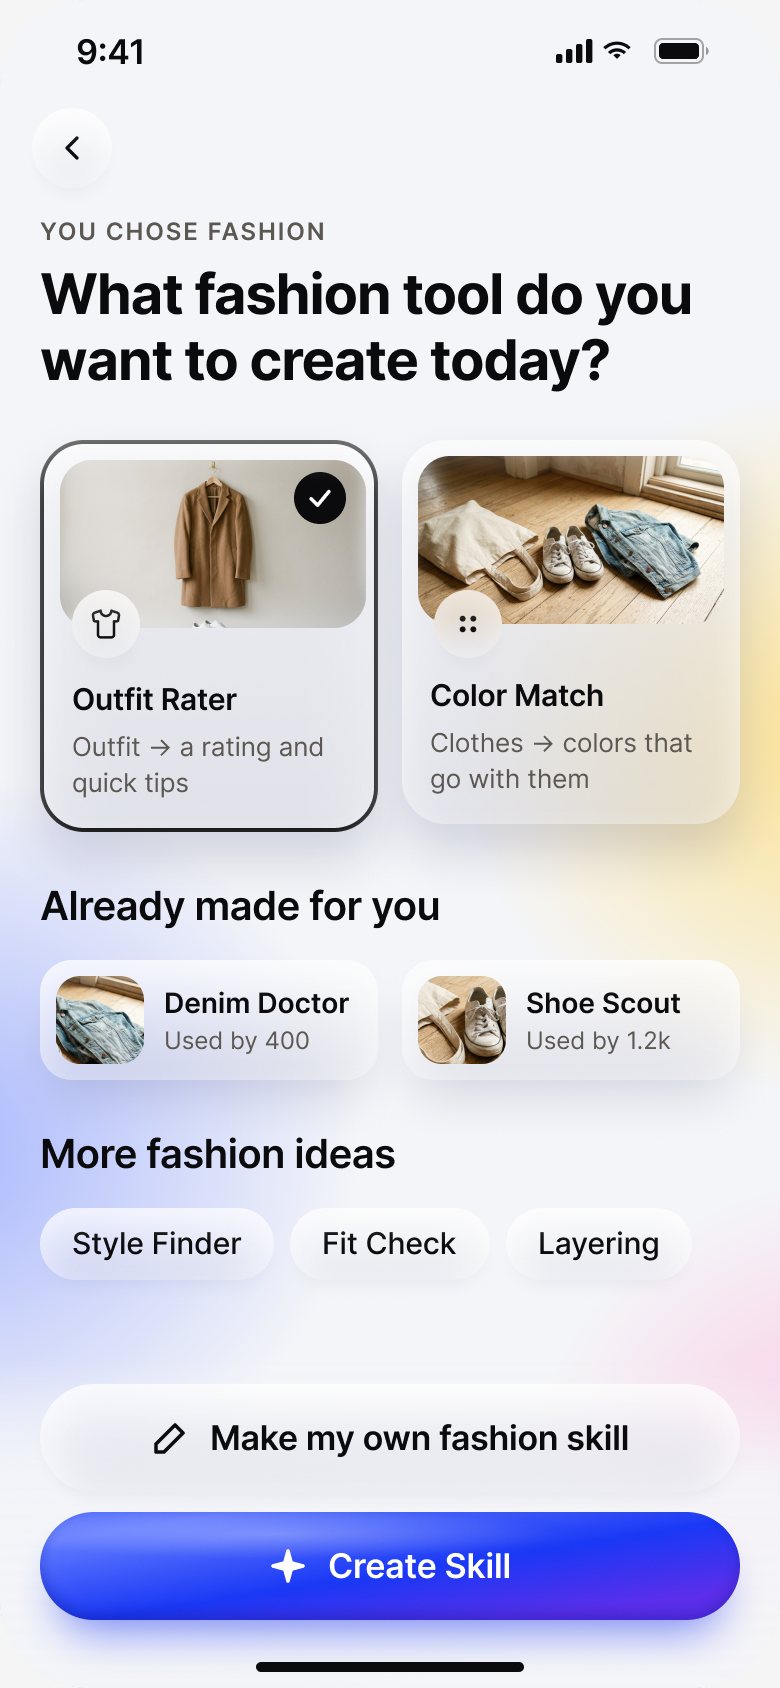 9:41
YOU CHOSE FASHION
What fashion tool do you
want to create today?
Outfit Rater
Outfit → a rating and
quick tips
Color Match
Clothes → colors that
go with them
Already made for you
Denim Doctor
Used by 400
Shoe Scout
Used by 1.2k
More fashion ideas
Style Finder
Fit Check
Layering
Make my own fashion skill
Create Skill